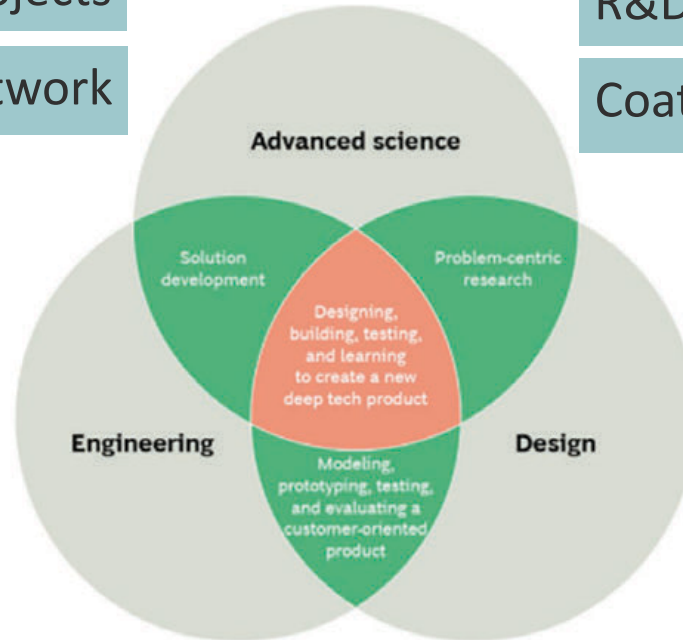 R&D
twork
Coat
Advanced science
Solution
development
Problem-centric
research
Designing,
building, testing,
and learning
to create a new
deep tech product
Engineering
Design
Modeling,
prototyping, testing,
and evaluating a
customer-oriented
product